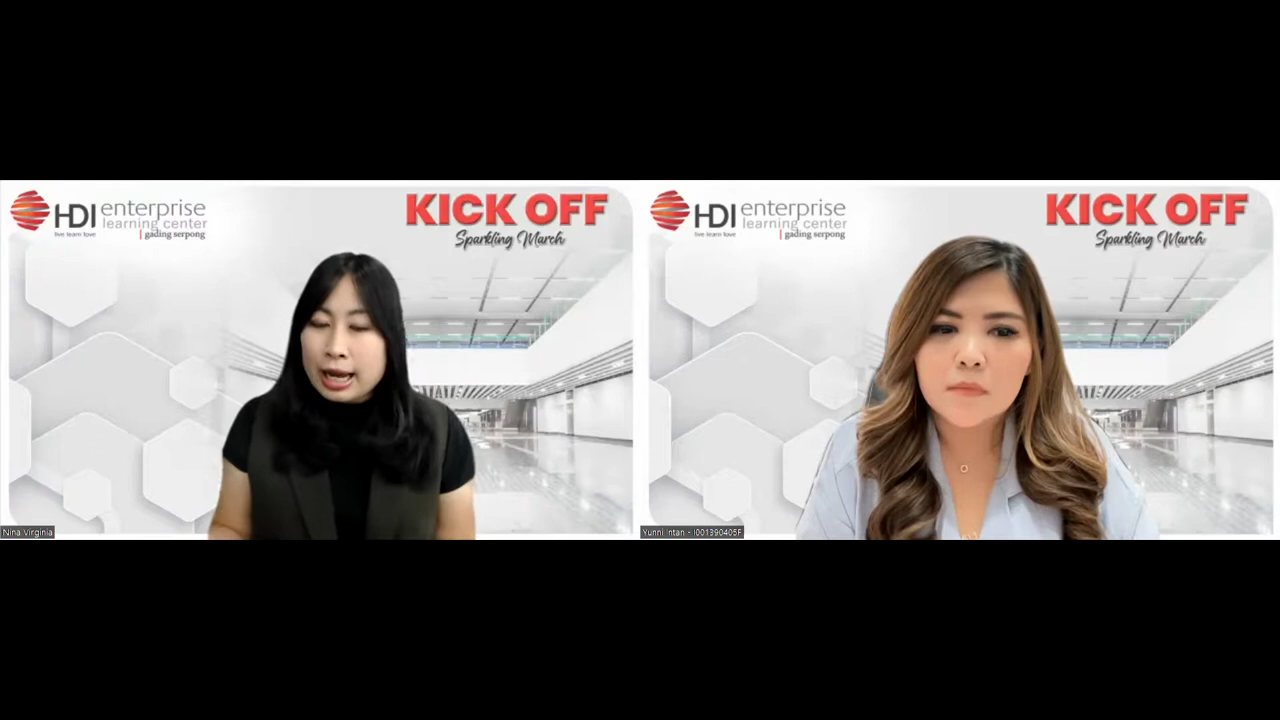 HDI enterprise
learning center
live learn love
| gading serpong
KICK OFF
Sparkling March
HDI enterprise
learning center
live learn love
| gading serpong
KICK OFF
Sparkling March
Nina Virginia
Yunni Intan - I001390405F